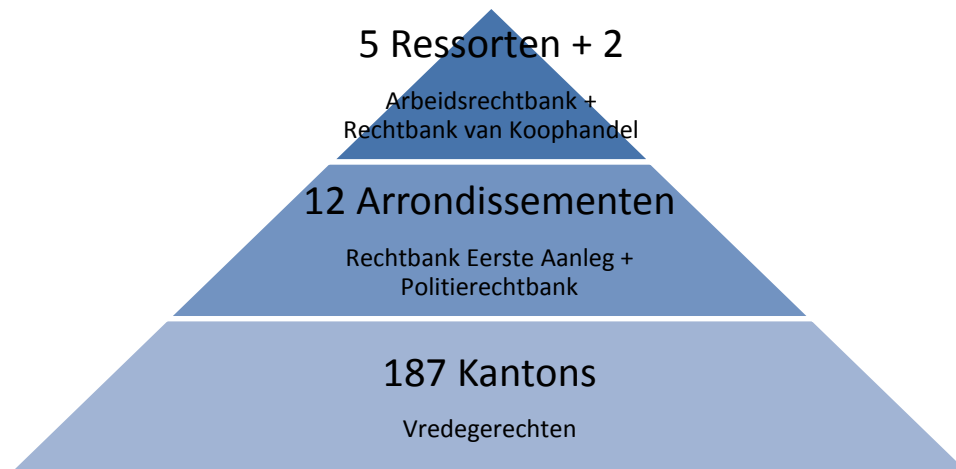 5 Ressorten + 2
Arbeidsrechtbank +
Rechtbank van Koophandel
12 Arrondissementen
Rechtbank Eerste Aanleg +
Politierechtbank
187 Kantons
Vredegerechten